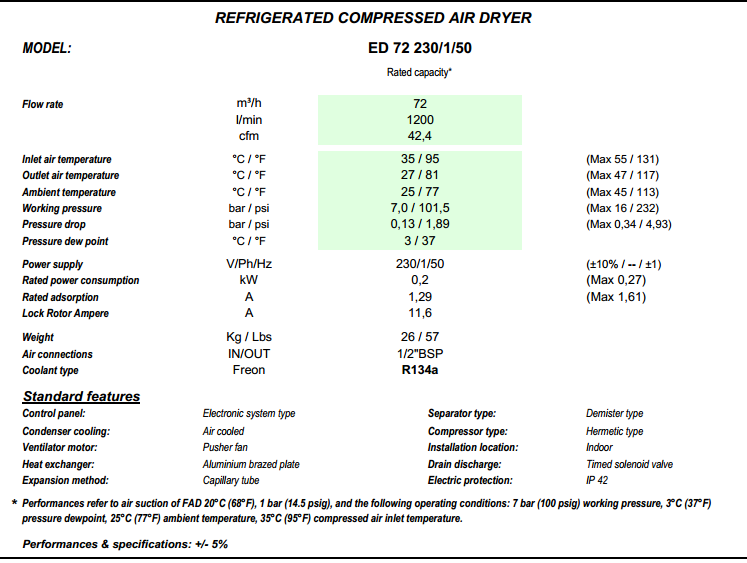 REFRIGERATED COMPRESSED AIR DRYER
MODEL: ED 72 230/1/50
Rated capacity*
Flow rate m³/h 72
l/min 1200
cfm 42,4
Inlet air temperature °C / °F 35 / 95 (Max 55 / 131)
Outlet air temperature °C / °F 27 / 81 (Max 47 / 117)
Ambient temperature °C / °F 25 / 77 (Max 45 / 113)
Working pressure bar / psi 7,0 / 101,5 (Max 16 / 232)
Pressure drop bar / psi 0,13 / 1,89 (Max 0,34 / 4,93)
Pressure dew point °C / °F 3 / 37
Power supply V/Ph/Hz 230/1/50 (±10% / -- / ±1)
Rated power consumption kW 0,2 (Max 0,27)
Rated adsorption A 1,29 (Max 1,61)
Lock Rotor Ampere A 11,6
Weight Kg / Lbs 26 / 57
Air connections IN/OUT 1/2"BSP
Coolant type Freon R134a
Standard features
Control panel: Electronic system type Separator type: Demister type
Condenser cooling: Air cooled Compressor type: Hermetic type
Ventilator motor: Pusher fan Installation location: Indoor
Heat exchanger: Aluminium brazed plate Drain discharge: Timed solenoid valve
Expansion method: Capillary tube Electric protection: IP 42
* Performances refer to air suction of FAD 20°C (68°F), 1 bar (14.5 psig), and the following operating conditions: 7 bar (100 psig) working pressure, 3°C (37°F)
pressure dewpoint, 25°C (77°F) ambient temperature, 35°C (95°F) compressed air inlet temperature.
Performances & specifications: +/- 5%